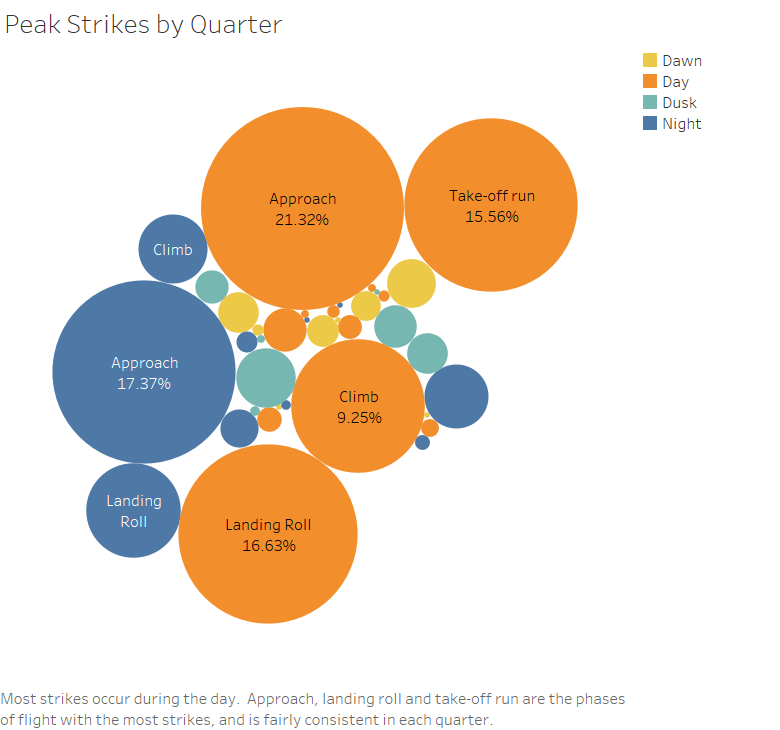 Peak Strikes by Quarter
Dawn
Day
Dusk
Night
Approach
21.32%
Take-off run
15.56%
Climb
Approach
17.37%
Climb
9.25%
Landing
Roll
Landing Roll
16.63%
Most strikes occur during the day.  Approach, landing roll and take-off run are the phases
of flight with the most strikes, and is fairly consistent in each quarter.